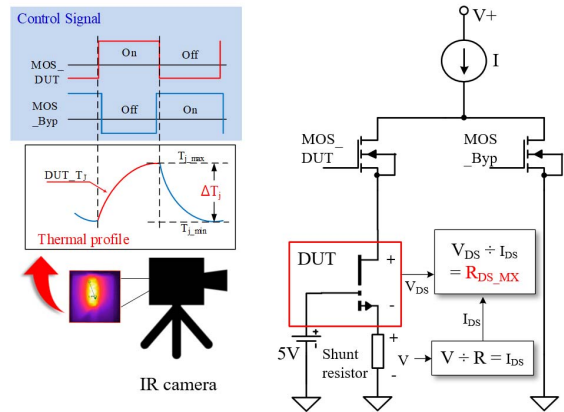 Control Signal
On
Off
MOS_
DUT
MOS
_Byp
Off
On
DUT_TJ
Tj_max
ΔTj
Tj_min
Thermal profile
IR camera
V+
I
MOS_
DUT
MOS
_Byp
DUT
+
-
VDS
VDS ÷ IDS
= RDS_MX
IDS
5V
+
Shunt
resistor
+
-
V
V ÷ R = IDS